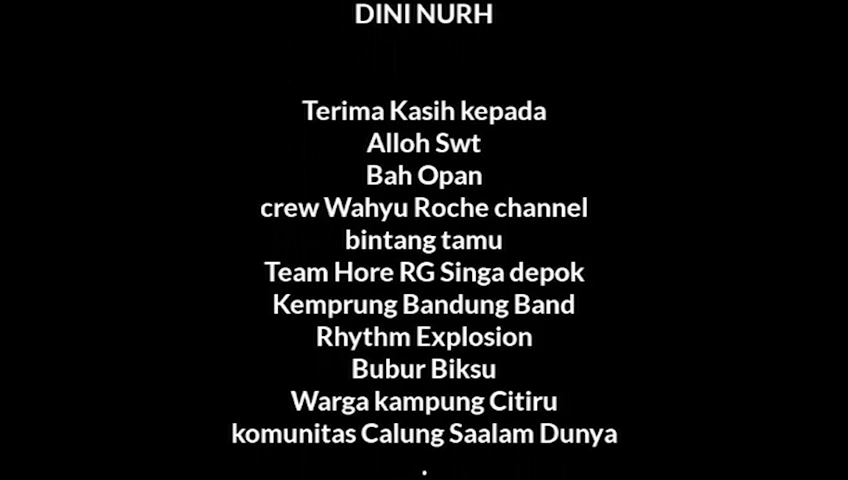 DINI NURH
Terima Kasih kepada
Alloh Swt
Bah Opan
crew Wahyu Roche channel
bintang tamu
Team Hore RG Singa depok
Kemprung Bandung Band
Rhythm Explosion
Bubur Biksu
Warga kampung Citiru
komunitas Calung Saalam Dunya
.